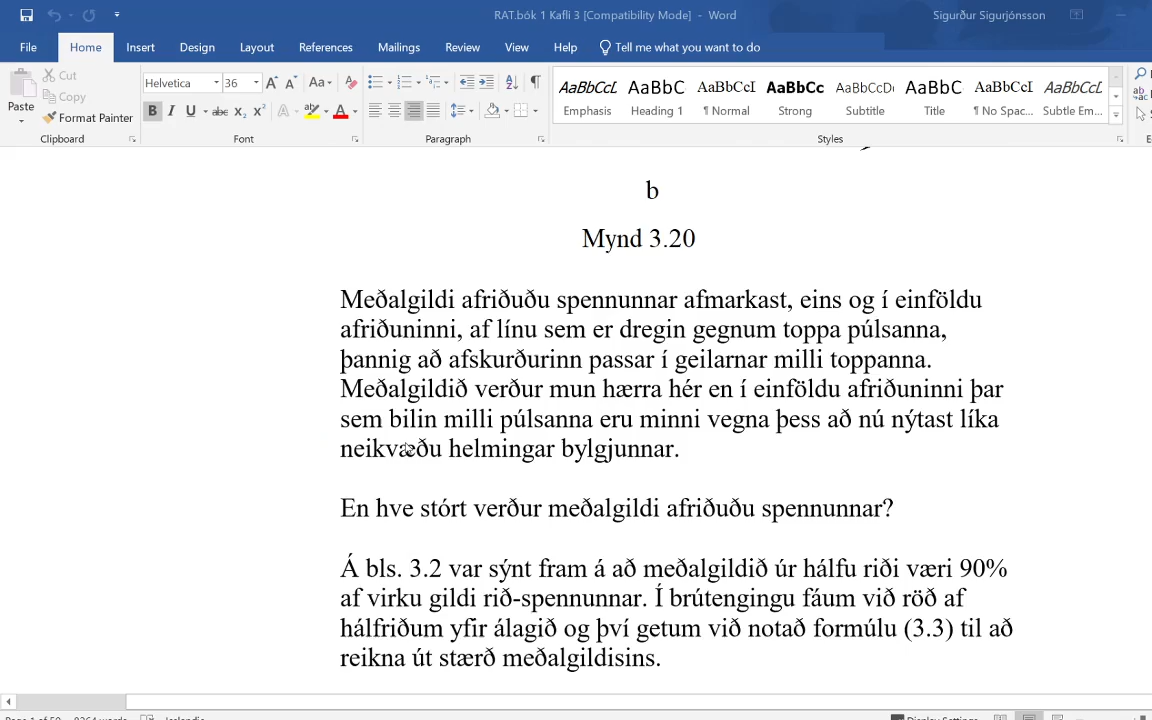 RAT.bók 1 Kafli 3 [Compatibility Mode] - Word
Sigurður Sigurjónsson
File Home Insert Design Layout References Mailings Review View Help Tell me what you want to do
Paste
Cut
Copy
Format Painter
Helvetica 36
AaBbCcL AaBbC AaBbCcI AaBbCc AaBbCcDı AaBbC AaBbCcI AaBbCcL
Emphasis Heading 1 ¶ Normal Strong Subtitle Title ¶ No Spac... Subtle Em...
Clipboard Font Paragraph Styles
b
Mynd 3.20
Meðalgildi afriðuðu spennunnar afmarkast, eins og í einföldu
afriðuninni, af línu sem er dregin gegnum toppa púlsanna,
þannig að afskurðurinn passar í geilarnar milli toppanna.
Meðalgildið verður mun hærra hér en í einföldu afriðuninni þar
sem bilin milli púlsanna eru minni vegna þess að nú nýtast líka
neikvæðu helmingar bylgjunnar.
En hve stórt verður meðalgildi afriðuðu spennunnar?
Á bls. 3.2 var sýnt fram á að meðalgildið úr hálfu riði væri 90%
af virku gildi rið-spennunnar. Í brútengingu fáum við röð af
hálfriðum yfir álagið og því getum við notað formúlu (3.3) til að
reikna út stærð meðalgildisins.